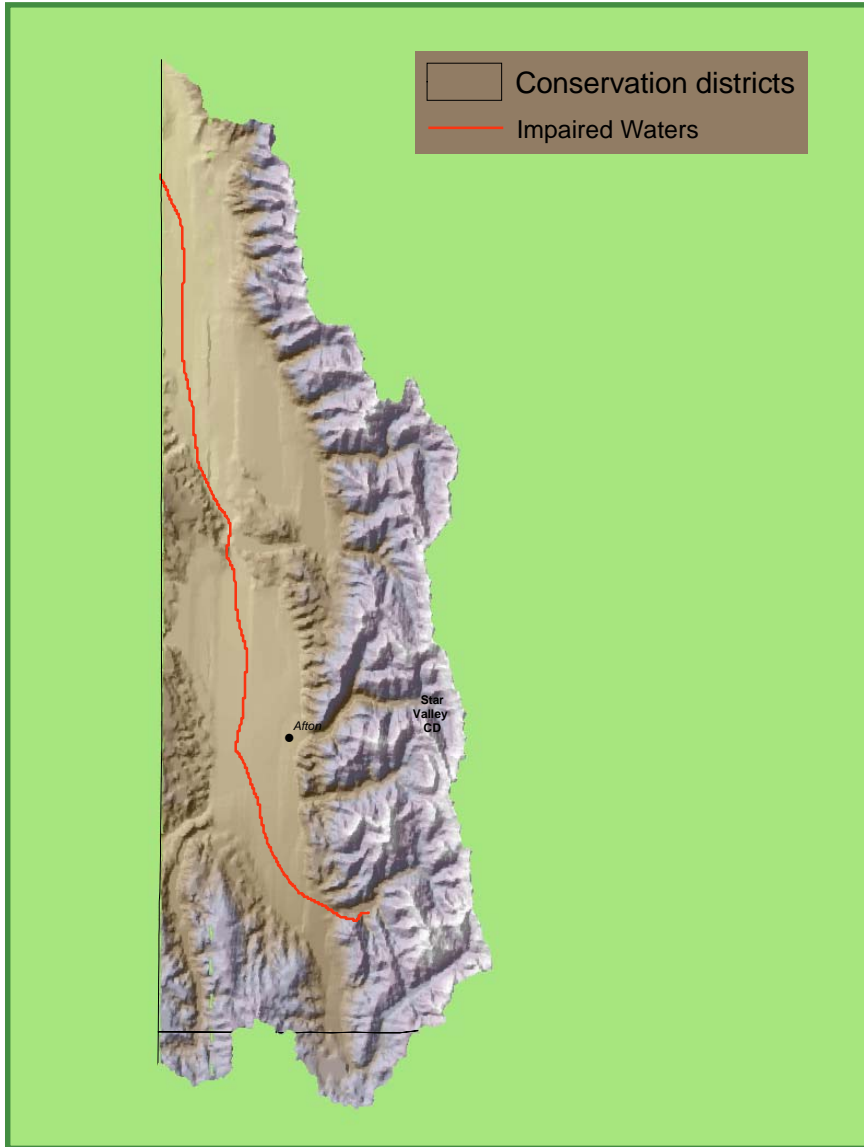 Conservation districts
Impaired Waters
Star
Valley
CD
Afton